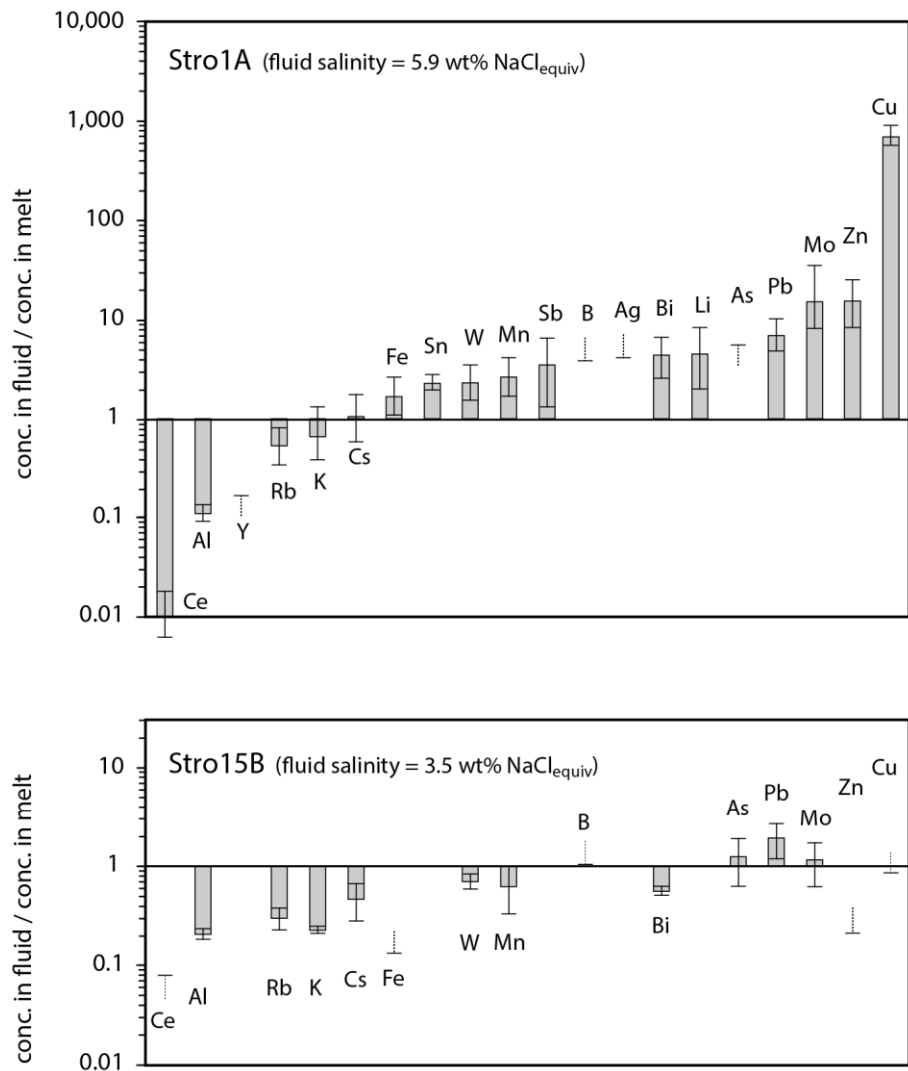 10,000
Stro1A (fluid salinity = 5.9 wt% NaClequiv)
Cu
1,000
100
Mo Zn
Pb
10
Sb B Ag Bi Li As
Fe Sn W Mn
1
Rb K Cs
0.1
Al Y
Ce
0.01
conc. in fluid / conc. in melt
Stro15B (fluid salinity = 3.5 wt% NaClequiv)
10
Cu
Zn
As Pb Mo
B
1
W Mn Bi
0.1
Ce Al Rb K Cs Fe
0.01
conc. in fluid / conc. in melt